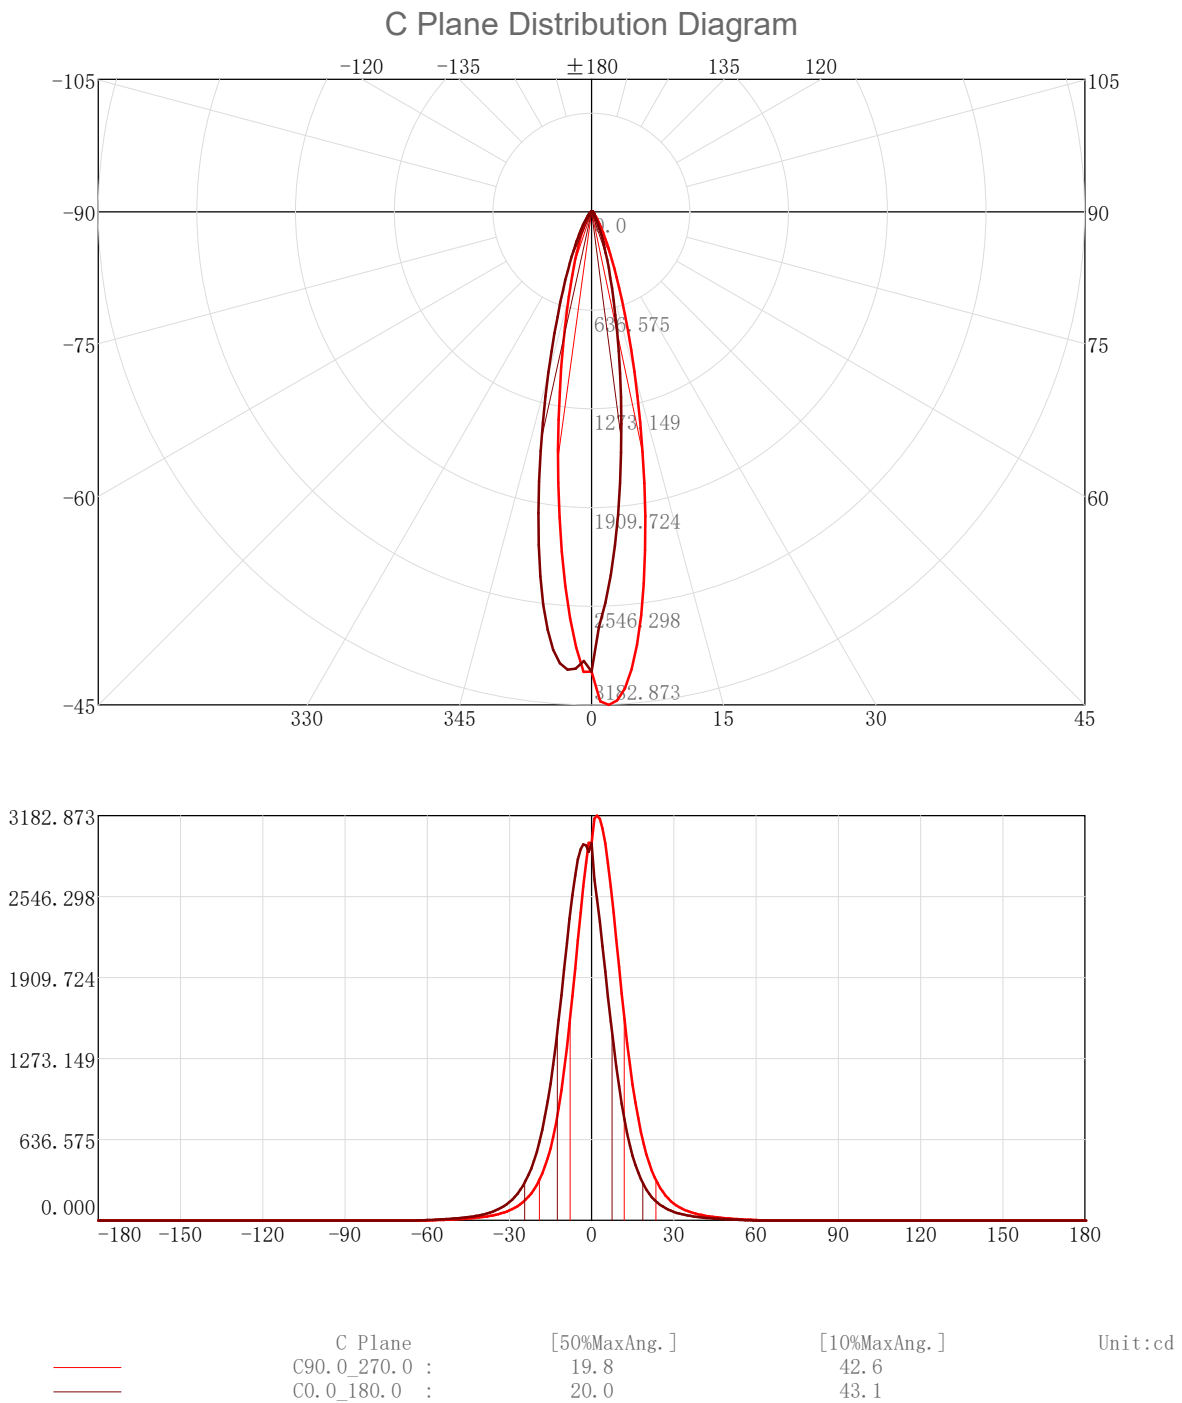 C Plane Distribution Diagram
-120 -135 ±180 135 120
-105 105
-90 90
0.0
636.575
-75 75
1273.149
-60 60
1909.724
2546.298
3182.873
-45
330 345 0 15 30 45
3182.873
2546.298
1909.724
1273.149
636.575
0.000
-180 -150 -120 -90 -60 -30 0 30 60 90 120 150 180
C Plane [50%MaxAng.] [10%MaxAng.] Unit:cd
C90.0_270.0 : 19.8 42.6
C0.0_180.0 : 20.0 43.1